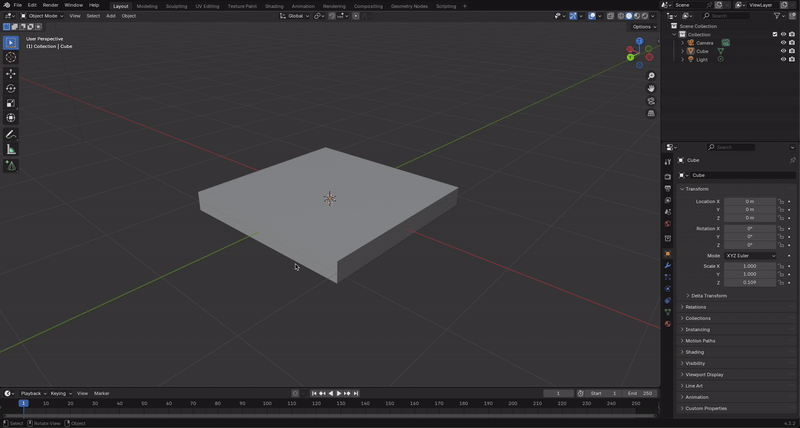 File Edit Render Window Help Layout Modeling Sculpting UV Editing Texture Paint Shading Animation Rendering Compositing Geometry Nodes Scripting + Scene ViewLayer
Object Mode View Select Add Object Global Search
Options
User Perspective
(1) Collection | Cube
Scene Collection
Collection
Camera
Cube
Light
Search
Cube
Cube
Transform
Location X 0 m
Y 0 m
Z 0 m
Rotation X 0°
Y 0°
Z 0°
Mode XYZ Euler
Scale X 1.000
Y 1.000
Z 0.109
Delta Transform
Relations
Collections
Instancing
Motion Paths
Shading
Visibility
Viewport Display
Line Art
Animation
Custom Properties
Playback Keying View Marker 1 Start 1 End 250
1 10 20 30 40 50 60 70 80 90 100 110 120 130 140 150 160 170 180 190 200 210 220 230 240 250
Select Rotate View Object 4.3.2